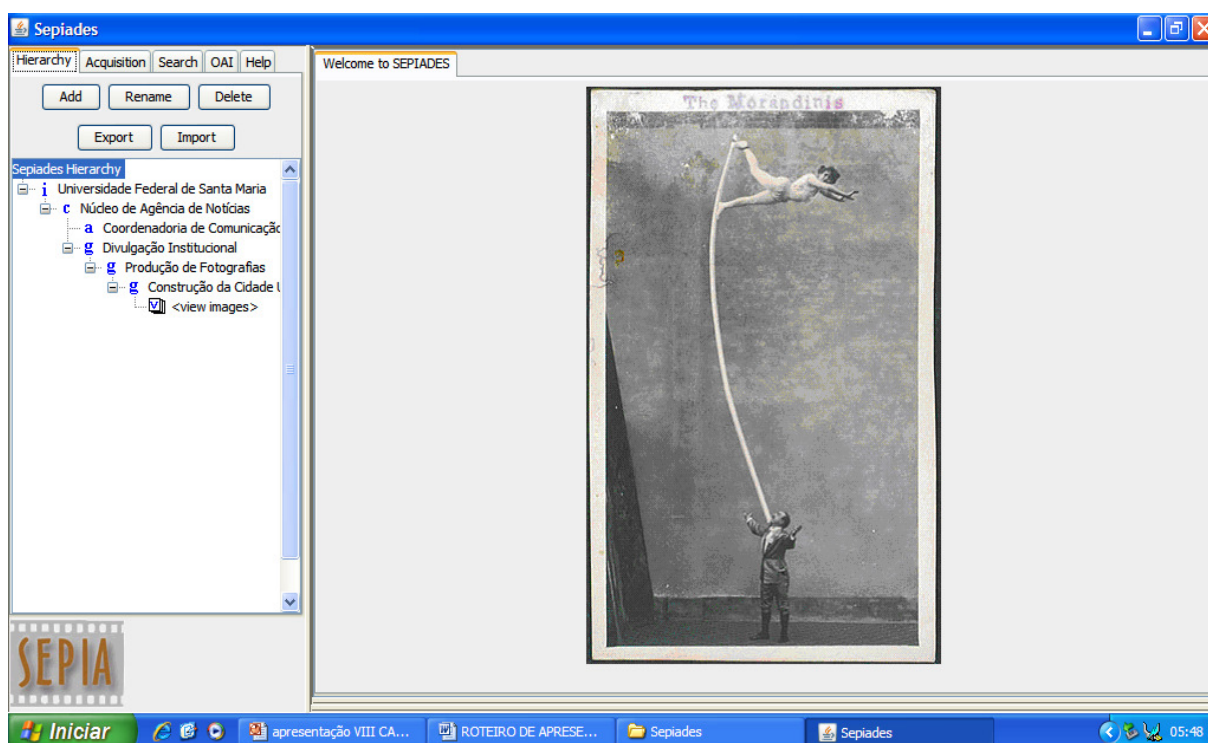 Sepiades
Hierarchy Acquisition Search OAI Help
Add Rename Delete
Export Import
Sepiades Hierarchy
i Universidade Federal de Santa Maria
c Núcleo de Agência de Notícias
a Coordenadoria de Comunicação
g Divulgação Institucional
g Produção de Fotografias
g Construção da Cidade U
V <view images>
SEPIA
Welcome to SEPIADES
The Morandinis
Iniciar apresentação VIII CA... ROTEIRO DE APRESE... Sepiades Sepiades 05:48